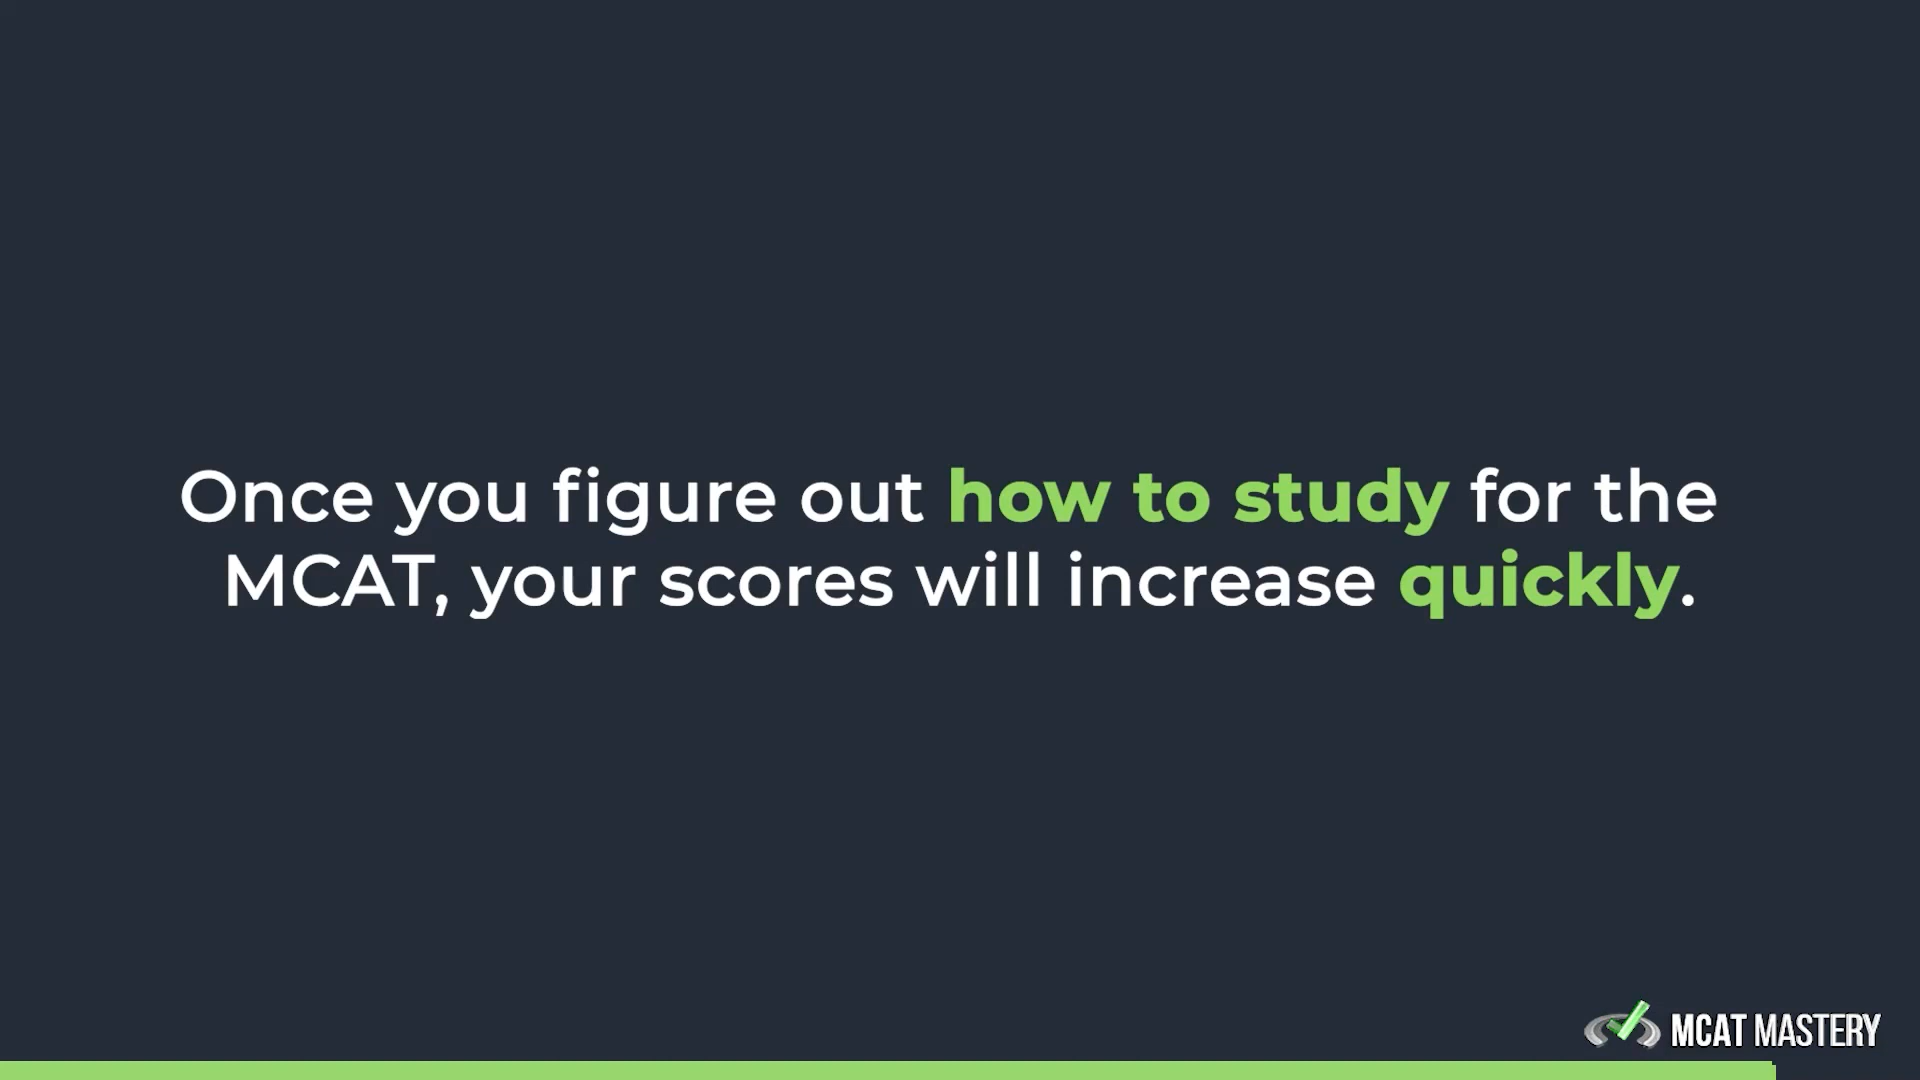 Once you figure out how to study for the
MCAT, your scores will increase quickly.
MCAT MASTERY